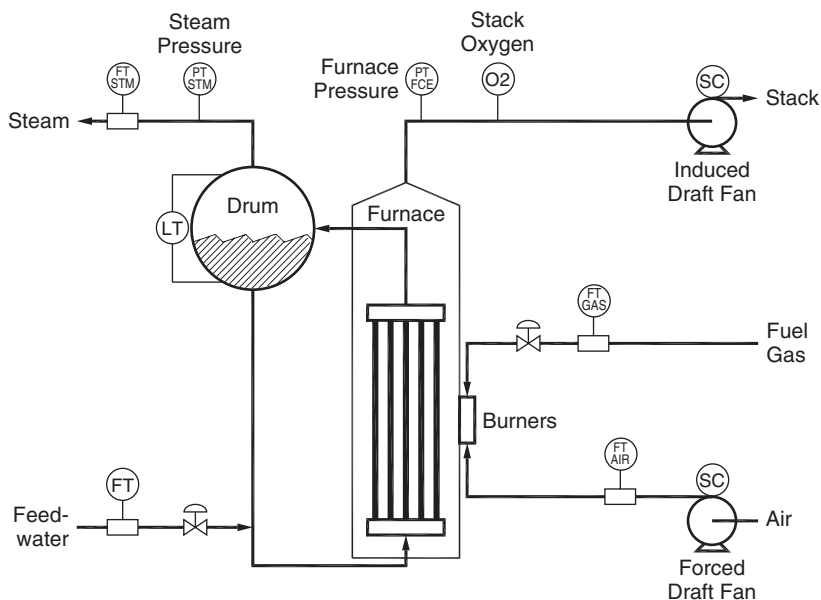 Steam
Pressure
Stack
Oxygen
FT
STM
PT
STM
Furnace
Pressure
PT
FCE
O2
SC
Steam
Stack
Induced
Draft Fan
Drum
Furnace
LT
FT
GAS
Fuel
Gas
Burners
FT
AIR
SC
FT
Feed-
water
Air
Forced
Draft Fan